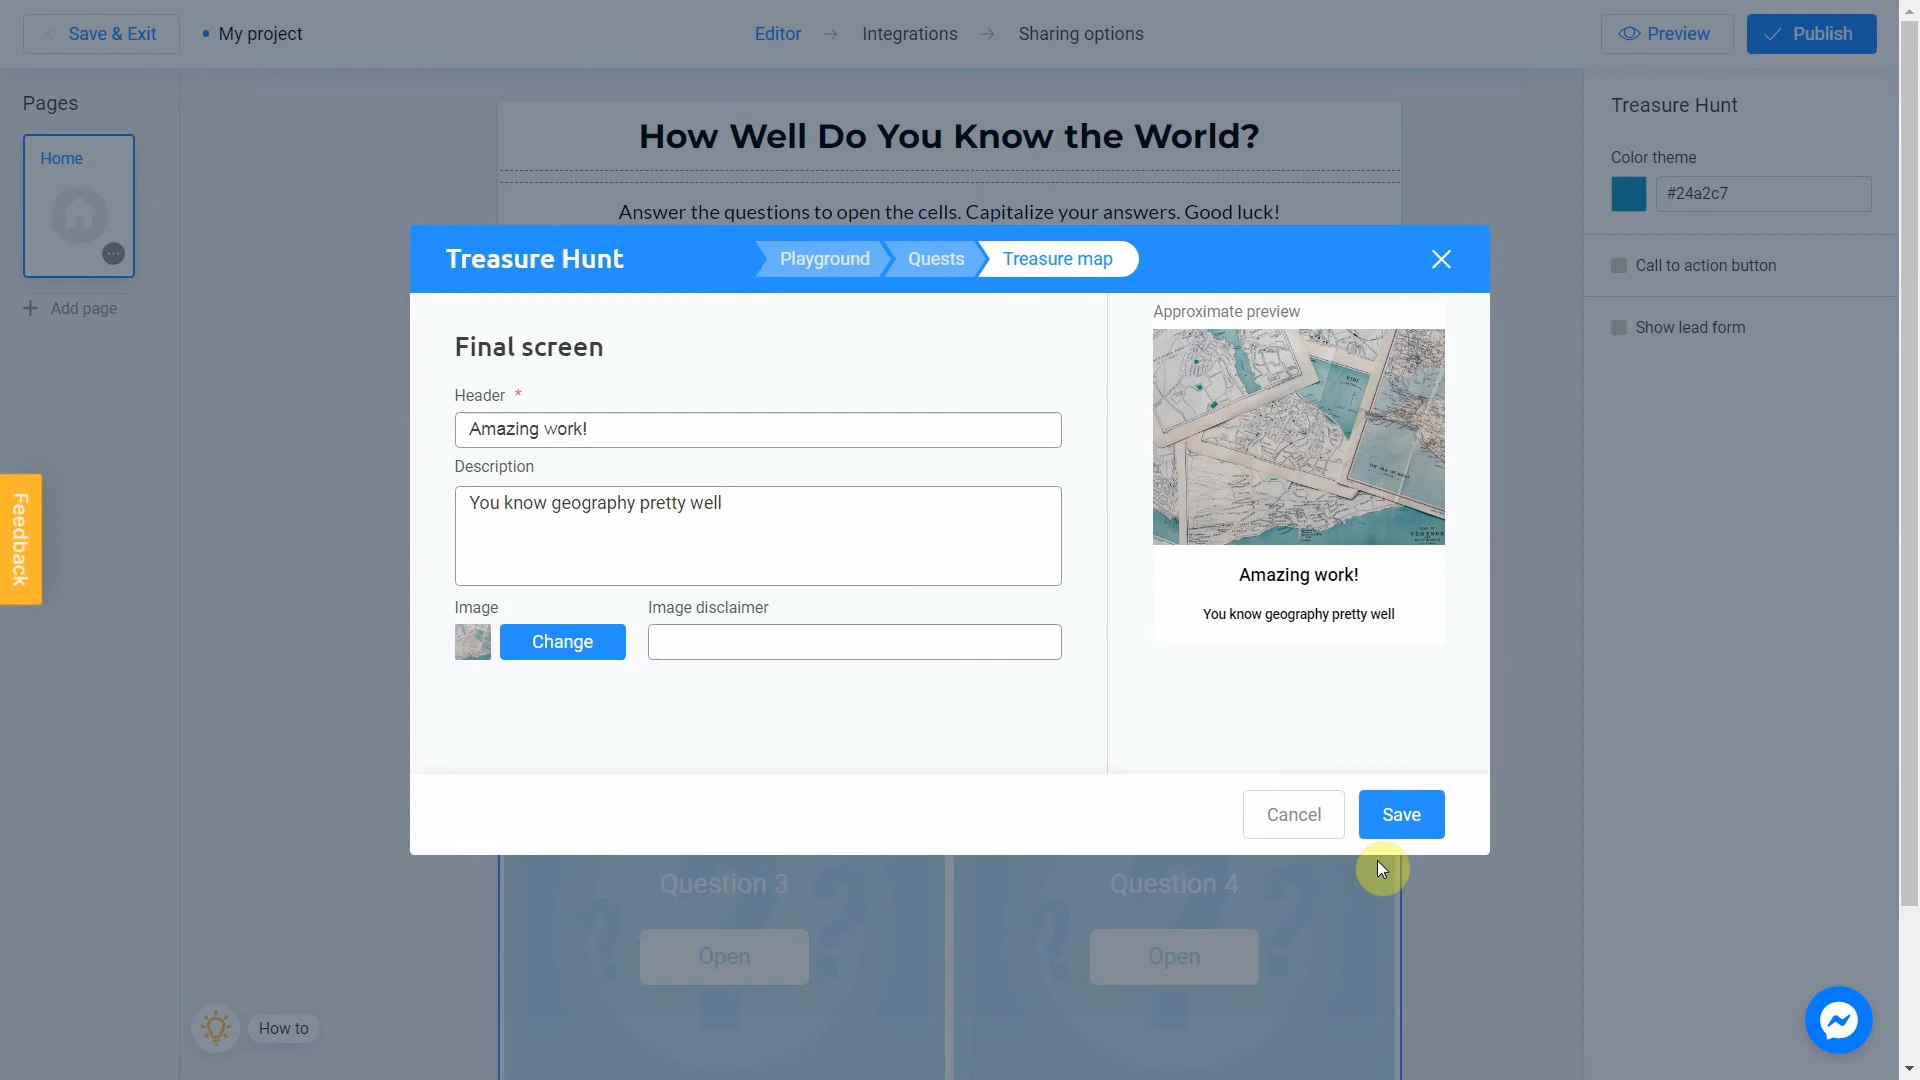 Save & Exit
My project
Editor
Integrations
Sharing options
Preview
Publish
Pages
Home
Add page
How Well Do You Know the World?
Answer the questions to open the cells. Capitalize your answers. Good luck!
Treasure Hunt
Color theme
#24a2c7
Call to action button
Show lead form
Treasure Hunt
Playground
Quests
Treasure map
Final screen
Header *
Amazing work!
Description
You know geography pretty well
Image
Image disclaimer
Change
Approximate preview
Amazing work!
You know geography pretty well
Cancel
Save
Question 3
Question 4
Open
Open
Feedback
How to